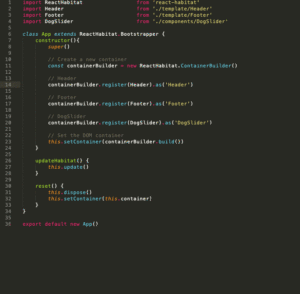 1 import ReactHabitat from 'react-habitat'
2 import Header from './template/Header'
3 import Footer from './template/Footer'
4 import DogSlider from './components/DogSlider'
5
6 class App extends ReactHabitat.Bootstrapper {
7 constructor(){
8 super()
9
10 // Create a new container
11 const containerBuilder = new ReactHabitat.ContainerBuilder()
12
13 // Header
14 containerBuilder.register(Header).as('Header')
15
16 // Footer
17 containerBuilder.register(Footer).as('Footer')
18
19 // DogSlider
20 containerBuilder.register(DogSlider).as('DogSlider')
21
22 // Set the DOM container
23 this.setContainer(containerBuilder.build())
24 }
25
26 updateHabitat() {
27 this.update()
28 }
29
30 reset() {
31 this.dispose()
32 this.setContainer(this.container)
33 }
34 }
35
36 export default new App()